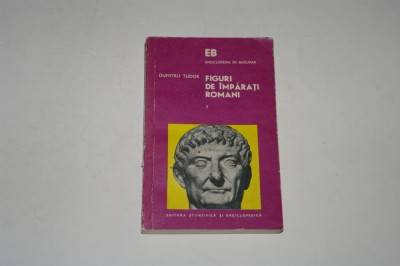 EB
ENCICLOPEDIA DE BUZUNAR
DUMITRU TUDOR
FIGURI
DE ÎMPĂRAȚI
ROMANI
EDITURA ȘTIINȚIFICĂ ȘI ENCICLOPEDICĂ